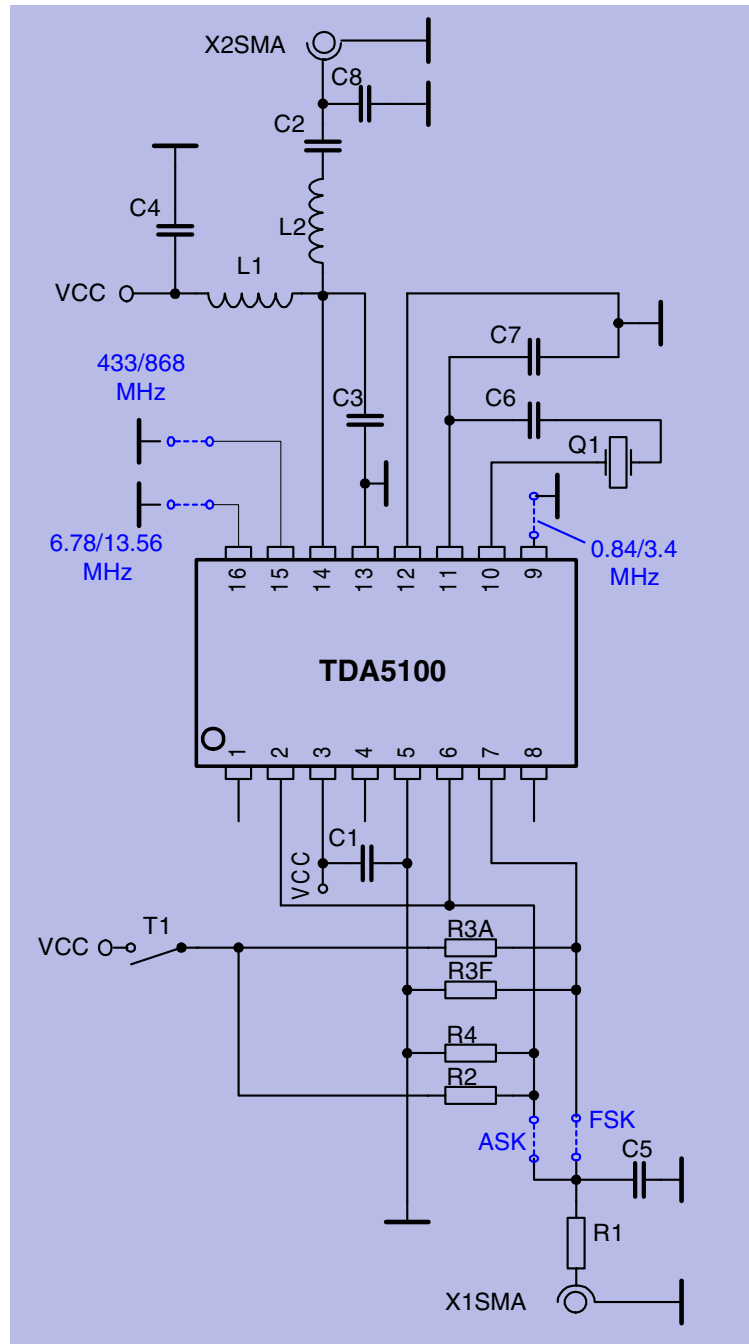 X2SMA
C8
C2
C4
L2
L1
VCC
C7
433/868
MHz
C3
C6
Q1
6.78/13.56
MHz
0.84/3.4
MHz
16 15 14 13 12 11 10 9
TDA5100
1 2 3 4 5 6 7 8
C1
VCC
T1
VCC
R3A
R3F
R4
R2
ASK
FSK
C5
R1
X1SMA